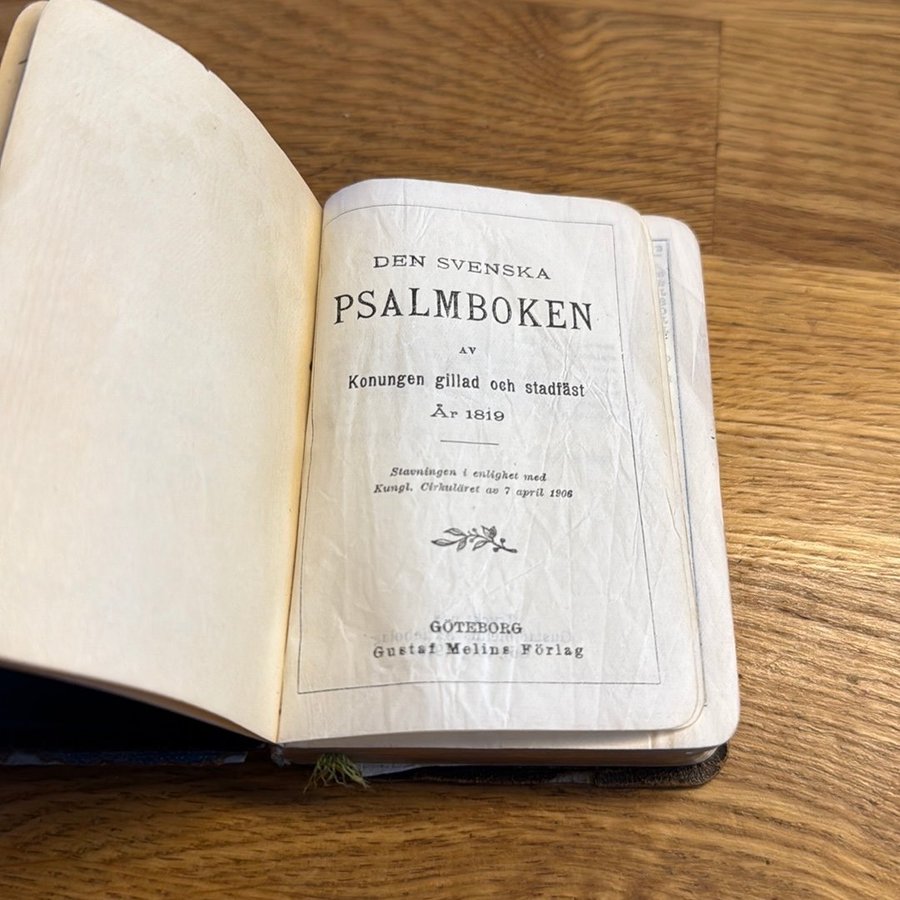 DEN SVENSKA
PSALMBOKEN
AV
Konungen gillad och stadfäst
År 1819
Stavningen i enlighet med
Kungl. Cirkuläret av 7 april 1906
GÖTEBORG
Gustaf Melins Förlag